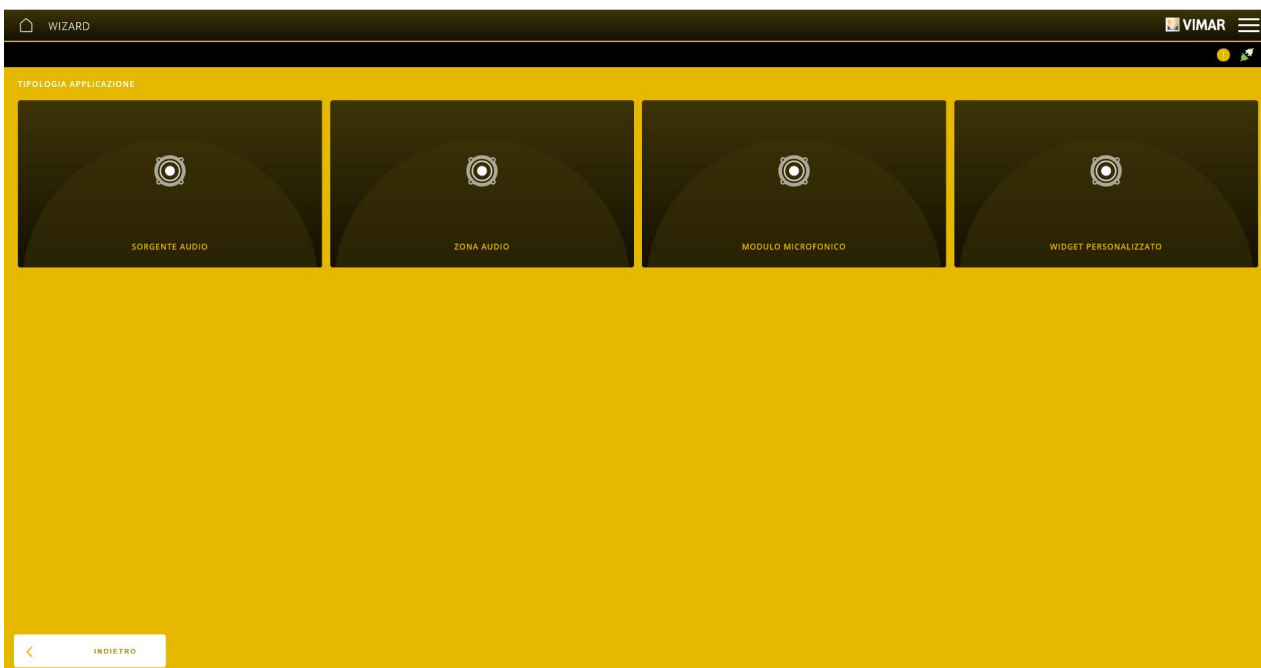 WIZARD
VIMAR
TIPOLOGIA APPLICAZIONE
SORGENTE AUDIO
ZONA AUDIO
MODULO MICROFONICO
WIDGET PERSONALIZZATO
INDIETRO